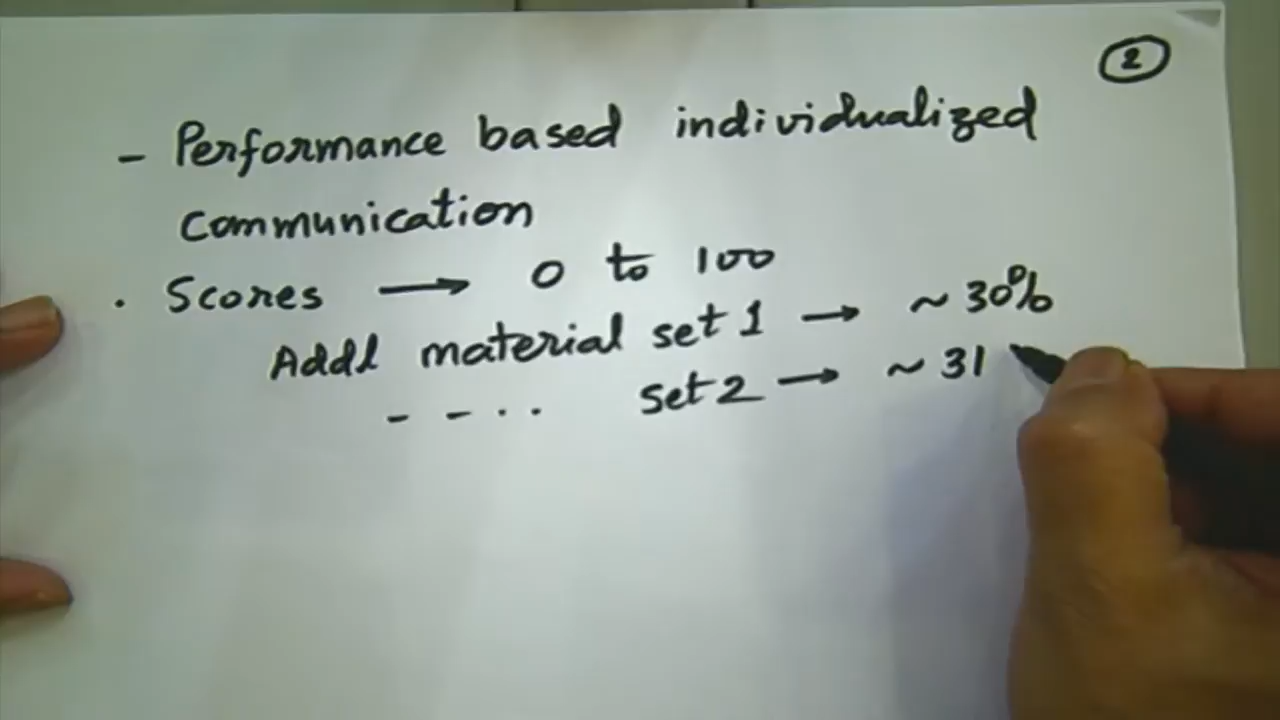 2
- Performance based individualized
communication
. Scores → 0 to 100
Addl material set 1 → ~ 30%
- - . . set 2 → ~ 31